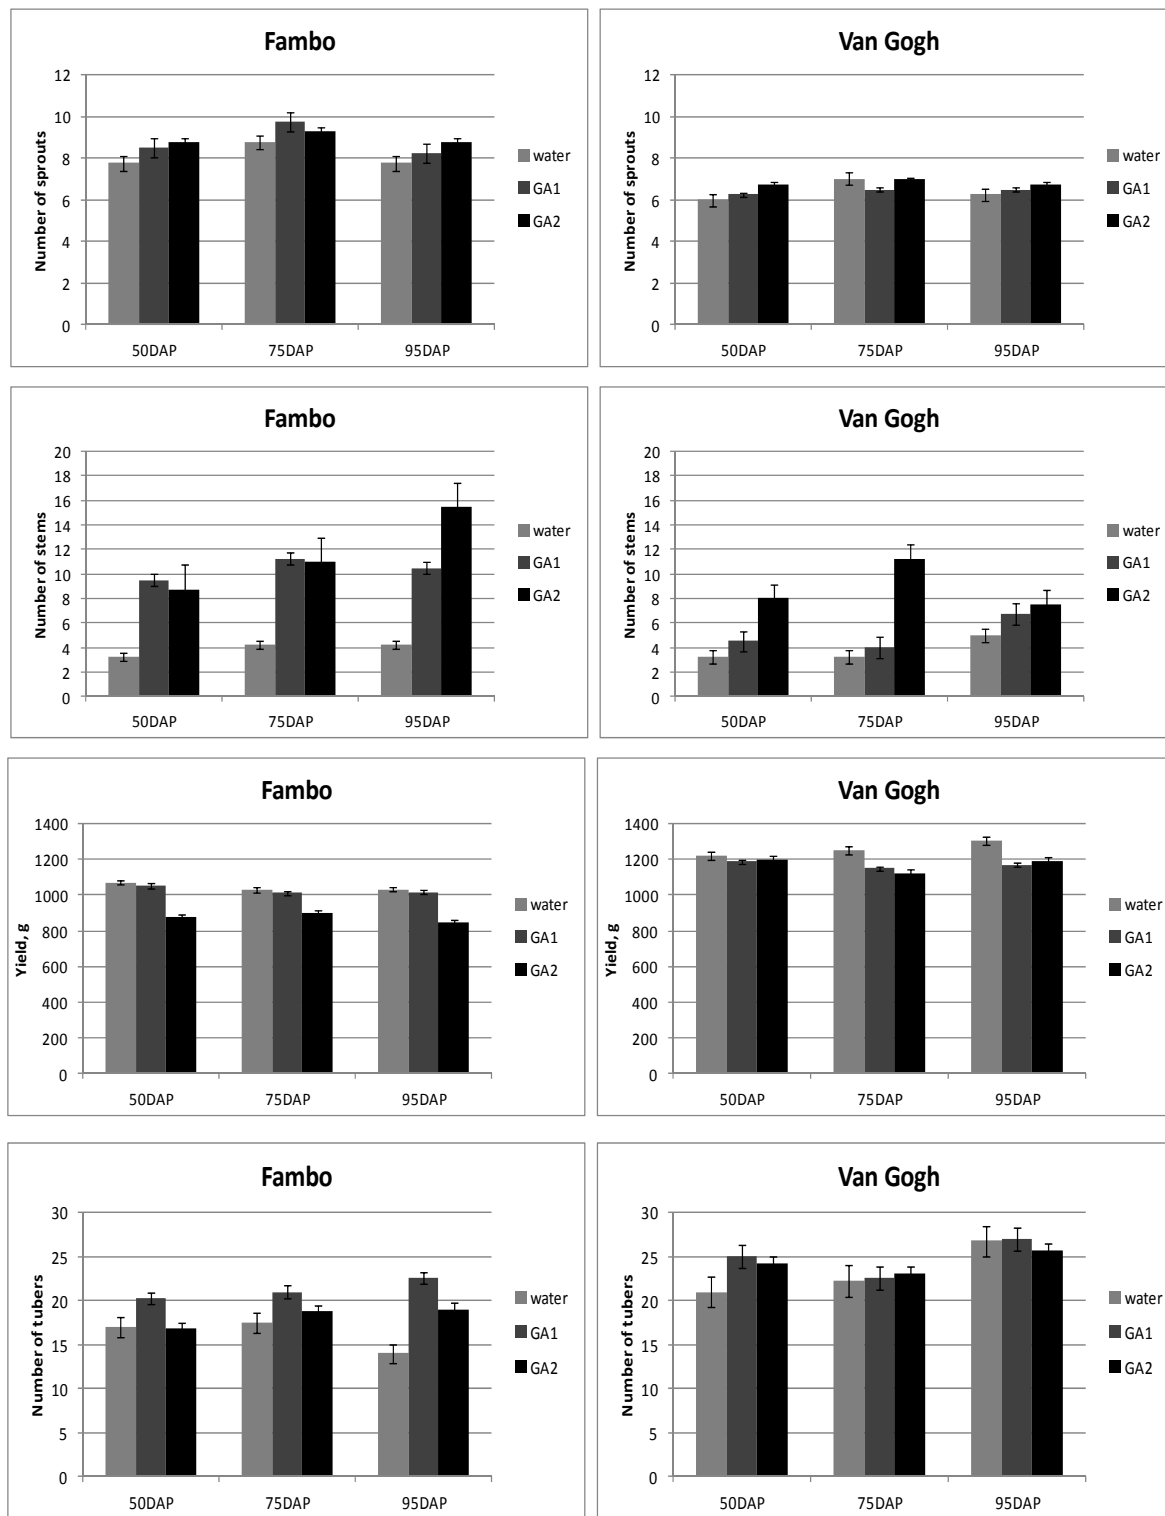 Fambo
Number of sprouts
12
10
8
6
4
2
0
50DAP 75DAP 95DAP
water
GA1
GA2
Van Gogh
Number of sprouts
12
10
8
6
4
2
0
50DAP 75DAP 95DAP
water
GA1
GA2
Fambo
Number of stems
20
18
16
14
12
10
8
6
4
2
0
50DAP 75DAP 95DAP
water
GA1
GA2
Van Gogh
Number of stems
20
18
16
14
12
10
8
6
4
2
0
50DAP 75DAP 95DAP
water
GA1
GA2
Fambo
Yield, g
1400
1200
1000
800
600
400
200
0
50DAP 75DAP 95DAP
water
GA1
GA2
Van Gogh
Yield, g
1400
1200
1000
800
600
400
200
0
50DAP 75DAP 95DAP
water
GA1
GA2
Fambo
Number of tubers
30
25
20
15
10
5
0
50DAP 75DAP 95DAP
water
GA1
GA2
Van Gogh
Number of tubers
30
25
20
15
10
5
0
50DAP 75DAP 95DAP
water
GA1
GA2